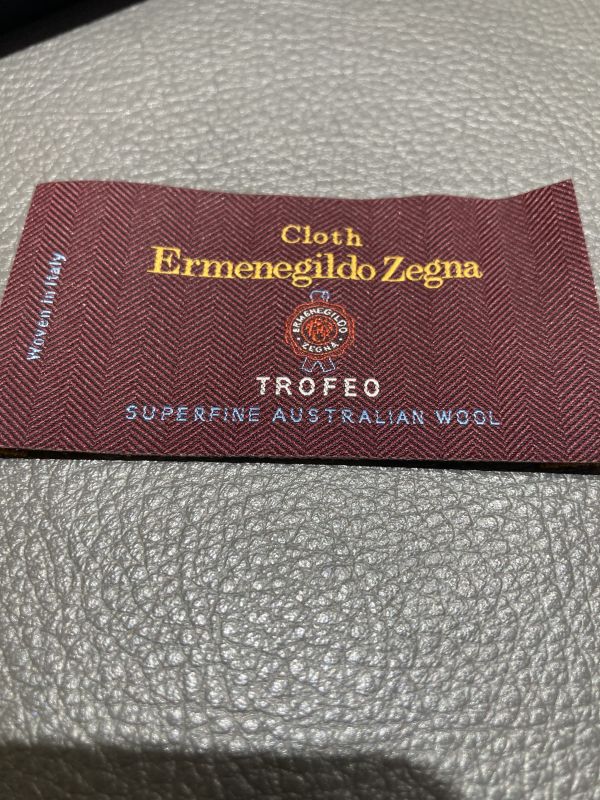 Cloth
Ermenegildo Zegna
Woven in Italy
ERMENEGILDO
ZEGNA
TROFEO
SUPERFINE AUSTRALIAN WOOL